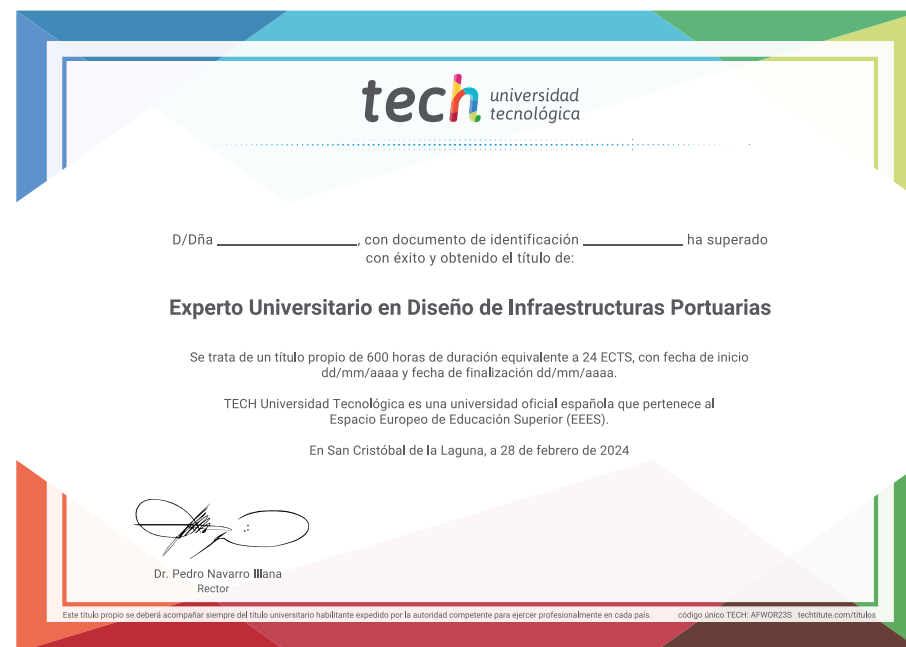 tech universidad
tecnológica
D/Dña ____________________, con documento de identificación ______________ ha superado
con éxito y obtenido el título de:
Experto Universitario en Diseño de Infraestructuras Portuarias
Se trata de un título propio de 600 horas de duración equivalente a 24 ECTS, con fecha de inicio
dd/mm/aaaa y fecha de finalización dd/mm/aaaa.
TECH Universidad Tecnológica es una universidad oficial española que pertenece al
Espacio Europeo de Educación Superior (EEES).
En San Cristóbal de la Laguna, a 28 de febrero de 2024
Dr. Pedro Navarro Illana
Rector
Este título propio se deberá acompañar siempre del título universitario habilitante expedido por la autoridad competente para ejercer profesionalmente en cada país. código único TECH: AFWOR23S techtitute.com/titulos